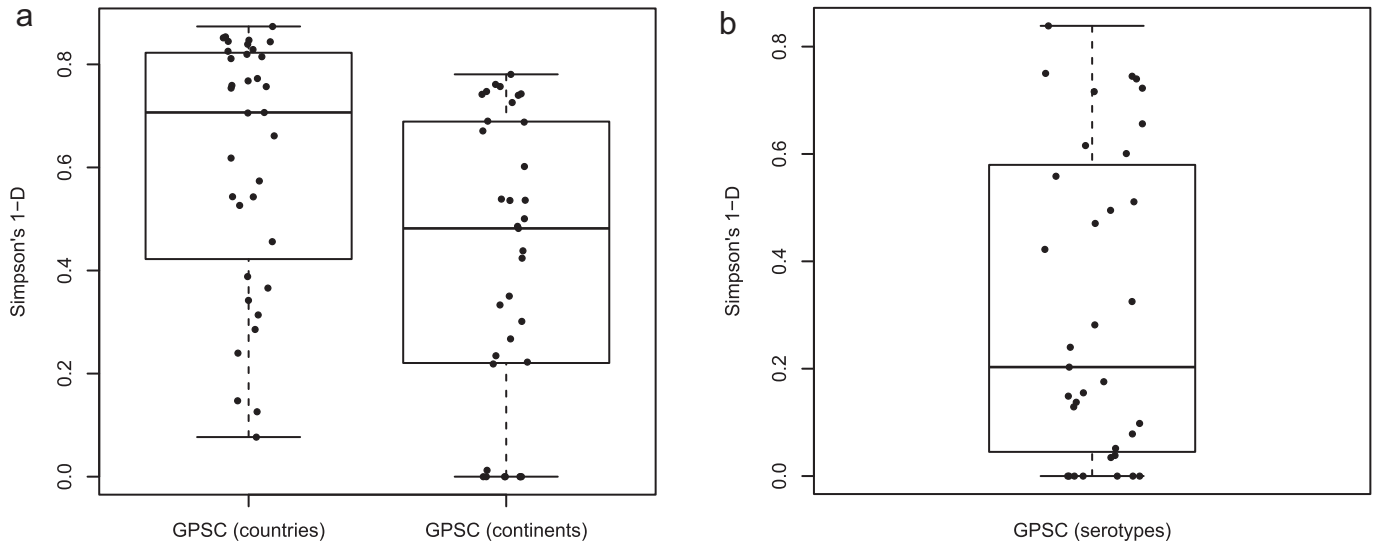 a
Simpson's 1−D
0.8
0.6
0.4
0.2
0.0
GPSC (countries)
GPSC (continents)
b
Simpson's 1−D
0.8
0.6
0.4
0.2
0.0
GPSC (serotypes)